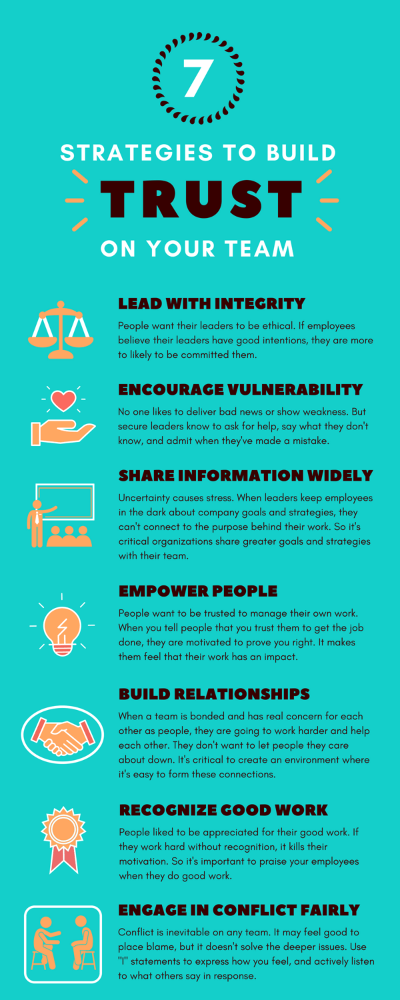 7
STRATEGIES TO BUILD
TRUST
ON YOUR TEAM
LEAD WITH INTEGRITY
People want their leaders to be ethical. If employees
believe their leaders have good intentions, they are more
to likely to be committed them.
ENCOURAGE VULNERABILITY
No one likes to deliver bad news or show weakness. But
secure leaders know to ask for help, say what they don't
know, and admit when they've made a mistake.
SHARE INFORMATION WIDELY
Uncertainty causes stress. When leaders keep employees
in the dark about company goals and strategies, they
can't connect to the purpose behind their work. So it's
critical organizations share greater goals and strategies
with their team.
EMPOWER PEOPLE
People want to be trusted to manage their own work.
When you tell people that you trust them to get the job
done, they are motivated to prove you right. It makes
them feel that their work has an impact.
BUILD RELATIONSHIPS
When a team is bonded and has real concern for each
other as people, they are going to work harder and help
each other. They don't want to let people they care
about down. It's critical to create an environment where
it's easy to form these connections.
RECOGNIZE GOOD WORK
People liked to be appreciated for their good work. If
they work hard without recognition, it kills their
motivation. So it's important to praise your employees
when they do good work.
ENGAGE IN CONFLICT FAIRLY
Conflict is inevitable on any team. It may feel good to
place blame, but it doesn't solve the deeper issues. Use
"I" statements to express how you feel, and actively listen
to what others say in response.